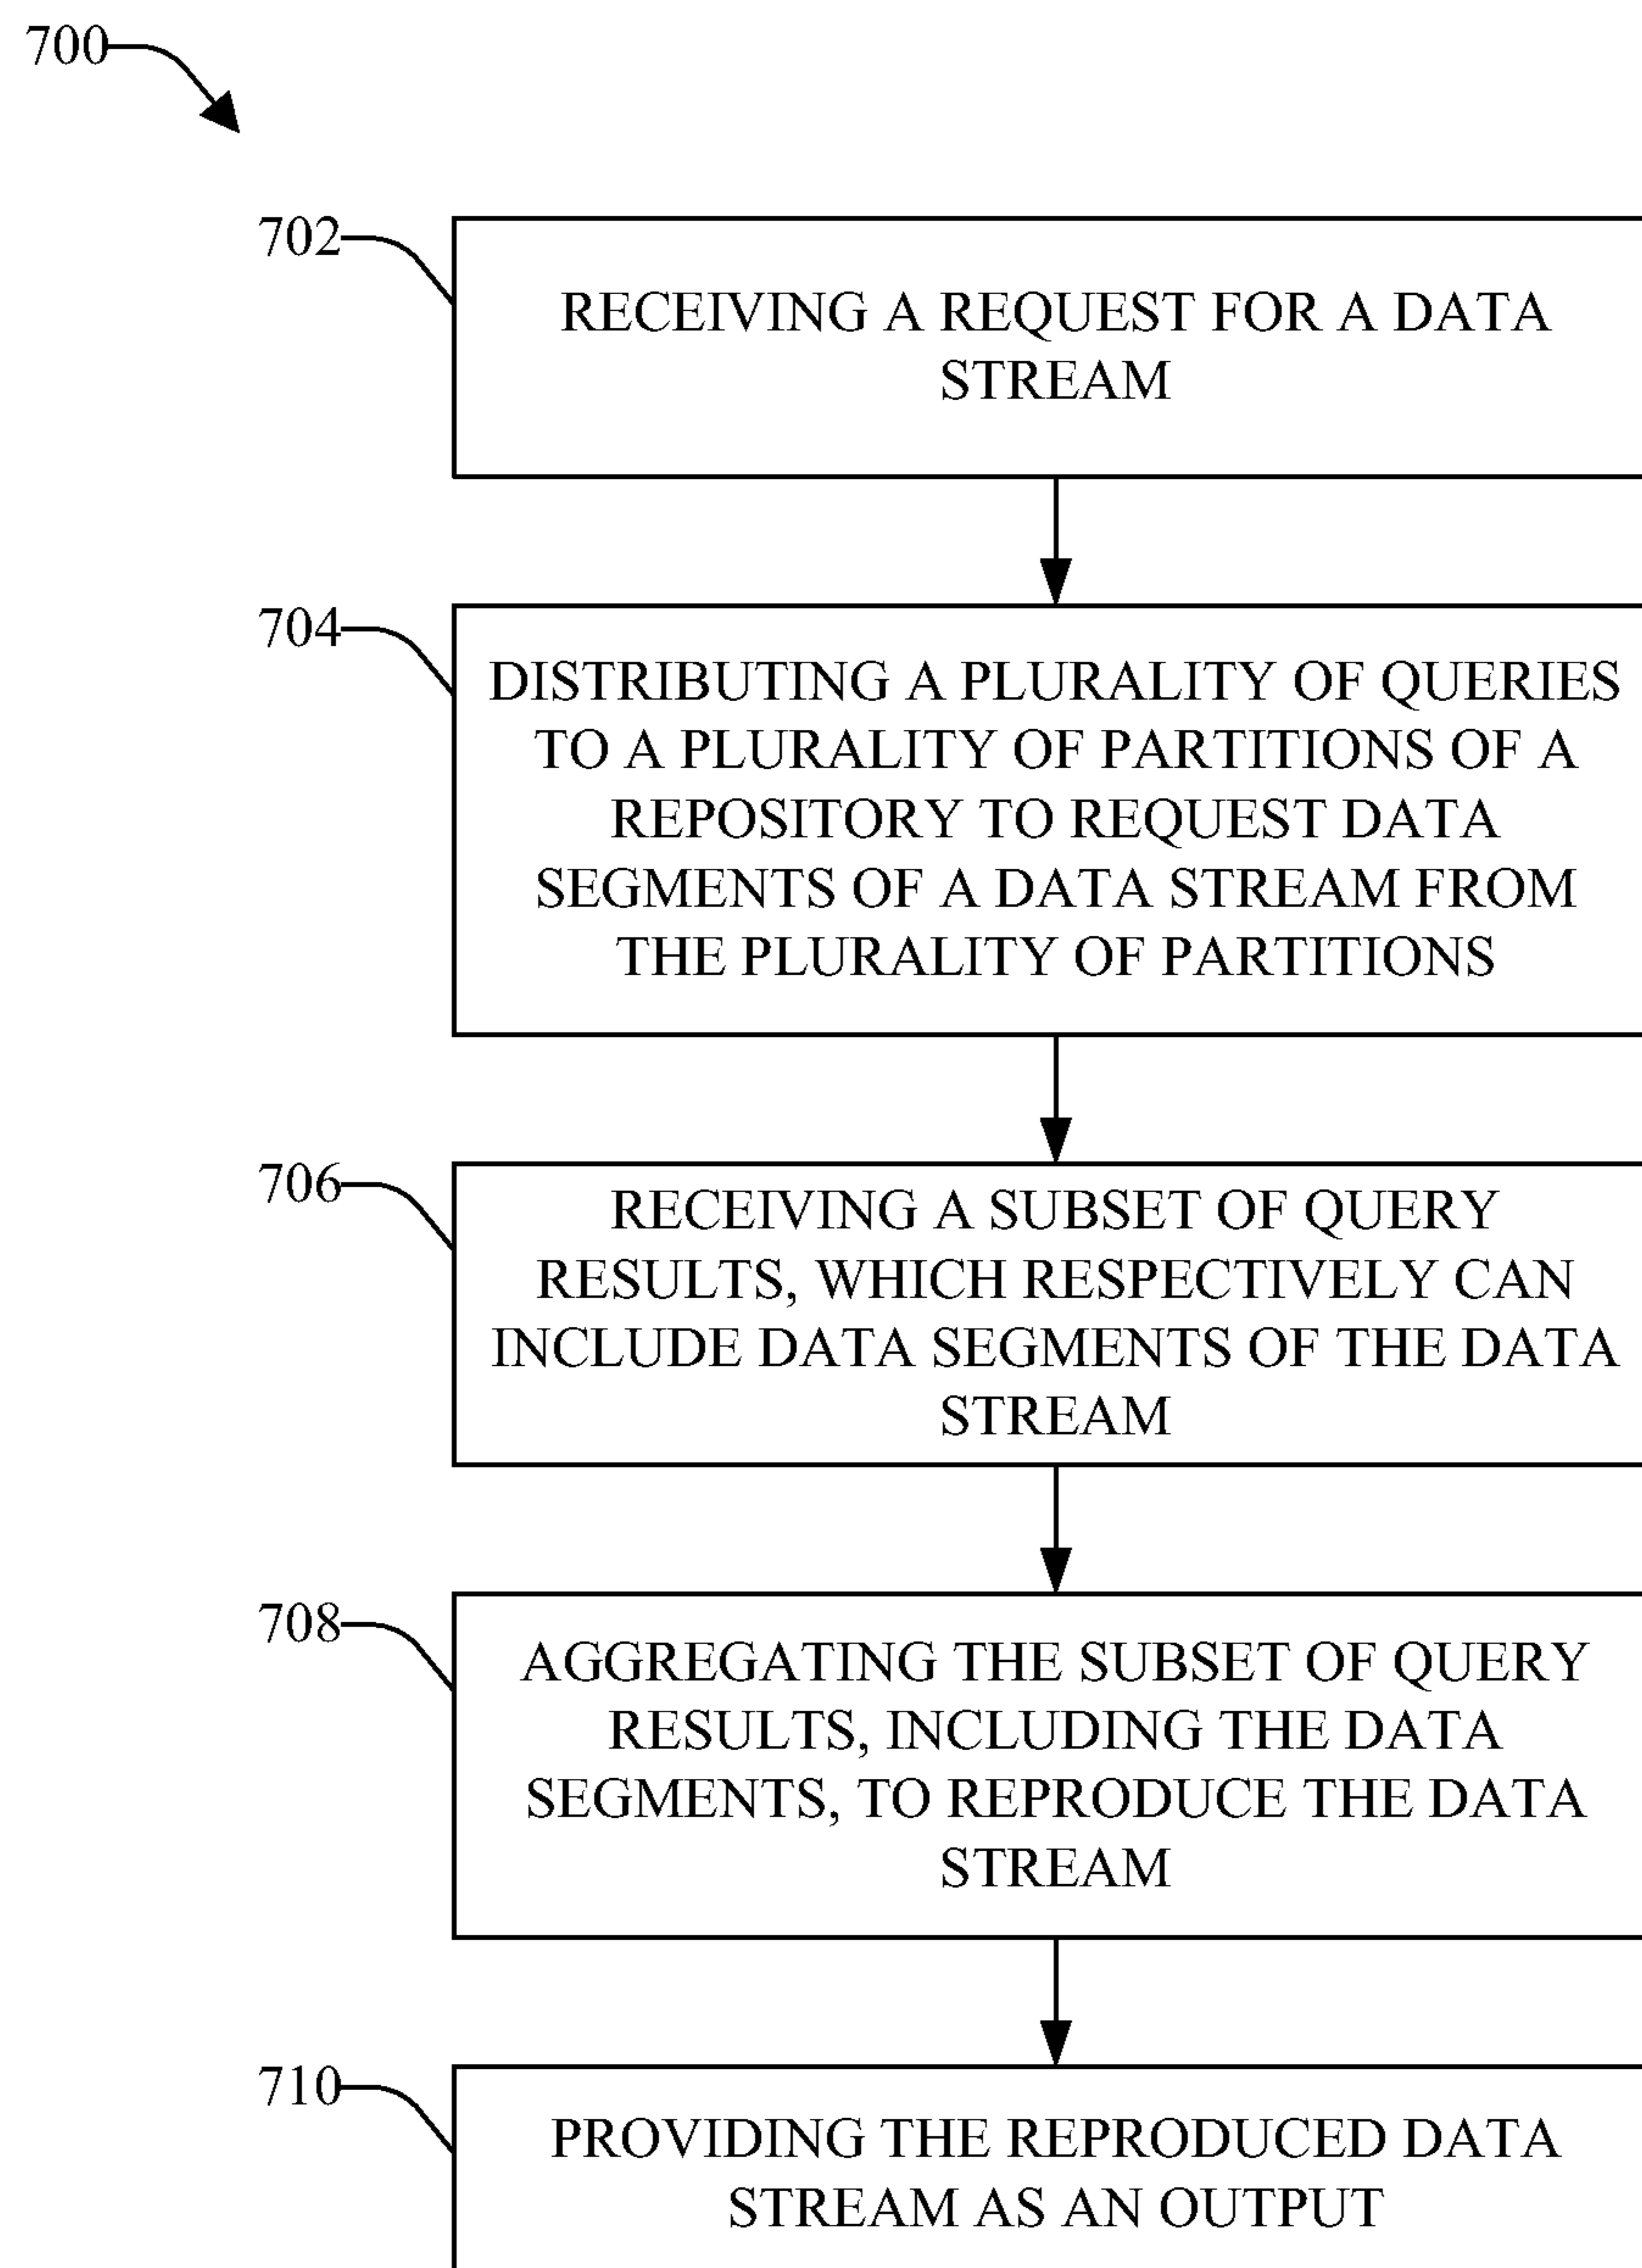 700
702
RECEIVING A REQUEST FOR A DATA
STREAM
704
DISTRIBUTING A PLURALITY OF QUERIES
TO A PLURALITY OF PARTITIONS OF A
REPOSITORY TO REQUEST DATA
SEGMENTS OF A DATA STREAM FROM
THE PLURALITY OF PARTITIONS
706
RECEIVING A SUBSET OF QUERY
RESULTS, WHICH RESPECTIVELY CAN
INCLUDE DATA SEGMENTS OF THE DATA
STREAM
708
AGGREGATING THE SUBSET OF QUERY
RESULTS, INCLUDING THE DATA
SEGMENTS, TO REPRODUCE THE DATA
STREAM
710
PROVIDING THE REPRODUCED DATA
STREAM AS AN OUTPUT